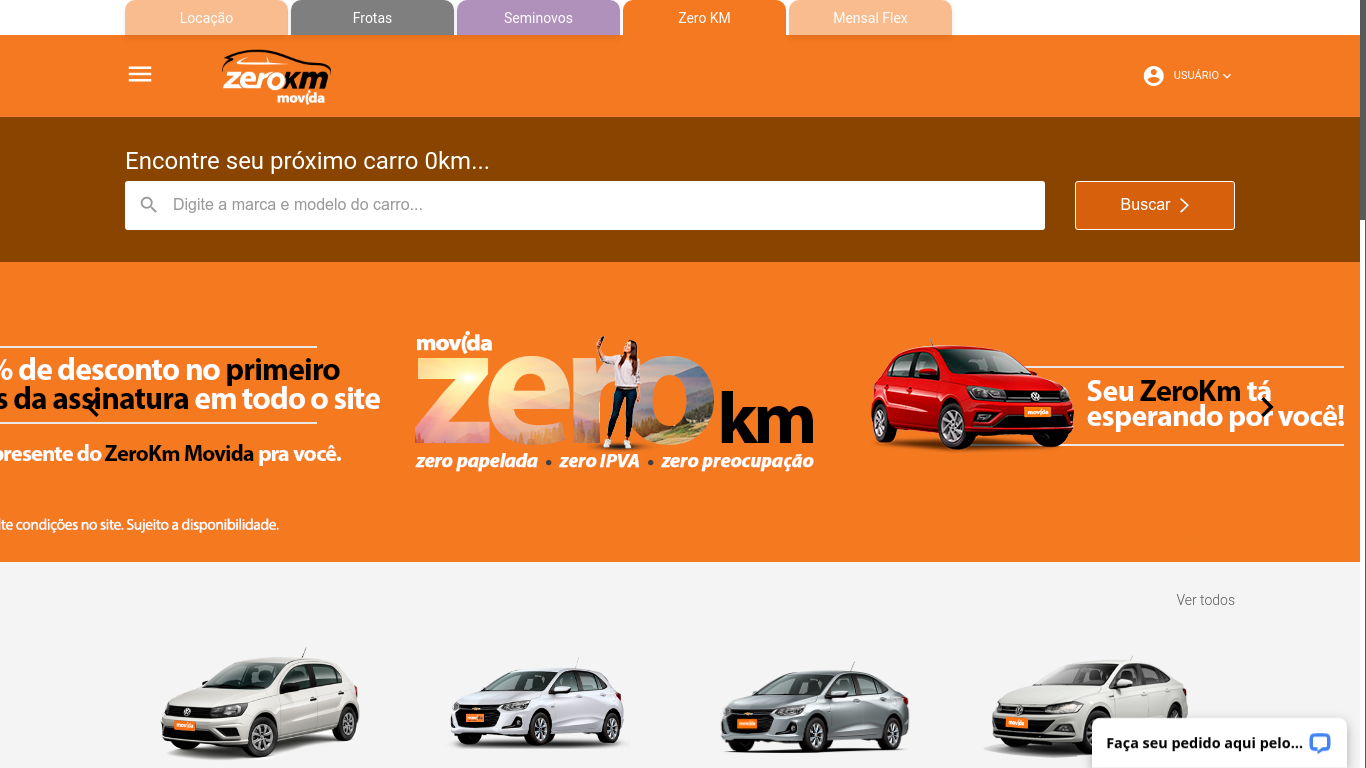 Locação
Frotas
Seminovos
Zero KM
Mensal Flex
zerokm
movida
USUÁRIO
Encontre seu próximo carro 0km...
Digite a marca e modelo do carro...
Buscar
% de desconto no primeiro
s da assinatura em todo o site
presente do ZeroKm Movida pra você.
condições no site. Sujeito a disponibilidade.
movida
zero km
zero papelada • zero IPVA • zero preocupação
movida
Seu ZeroKm tá
esperando por você!
Ver todos
movida
movida
movida
movida
Faça seu pedido aqui pelo...